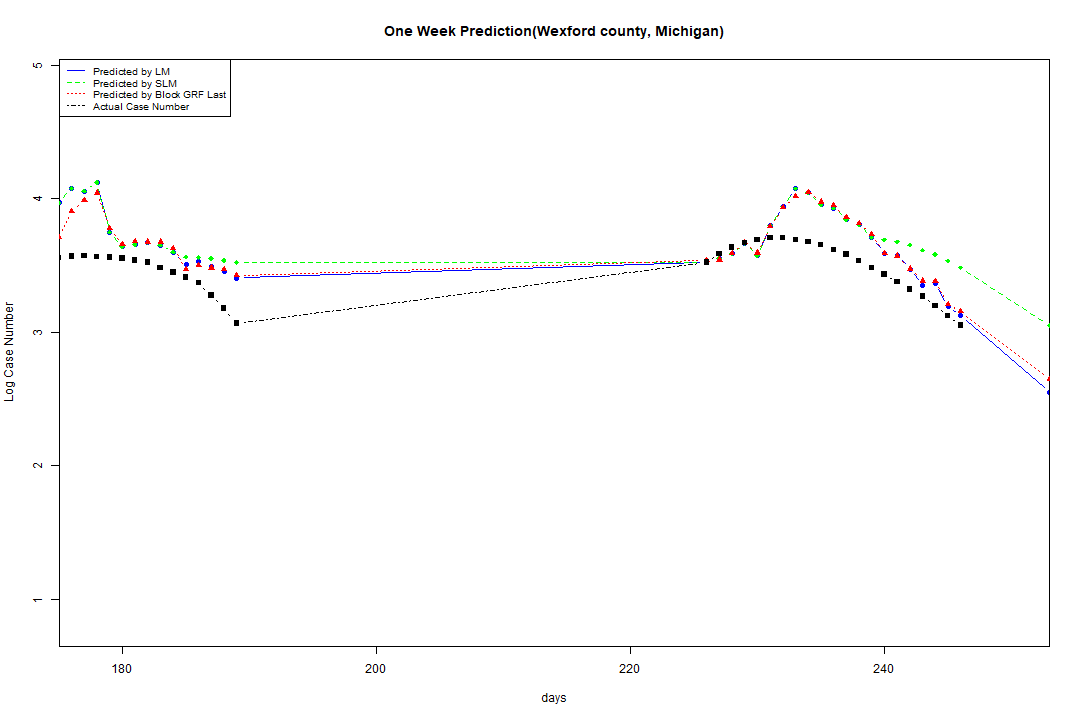 One Week Prediction(Wexford county, Michigan)
Predicted by LM
Predicted by SLM
Predicted by Block GRF Last
Actual Case Number
5
4
3
2
1
Log Case Number
180
200
220
240
days